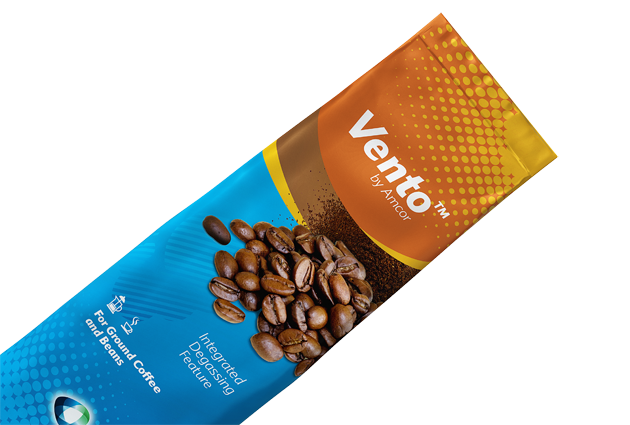 Vento™
by Amcor
Integrated
Degassing
Feature
For Ground Coffee
and Beans